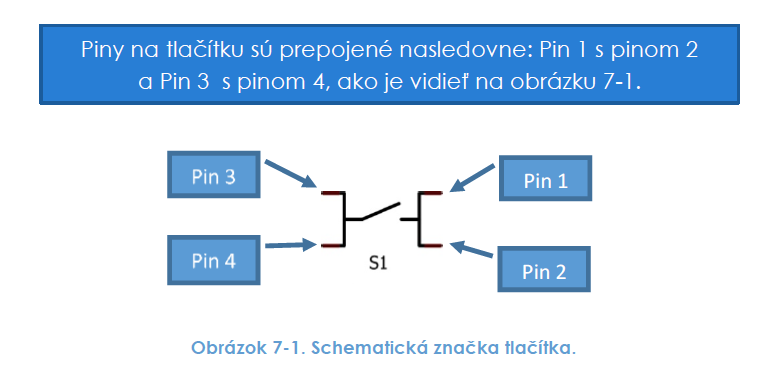 Piny na tlačítku sú prepojené nasledovne: Pin 1 s pinom 2
a Pin 3 s pinom 4, ako je vidieť na obrázku 7-1.
Pin 3
Pin 1
Pin 4
S1
Pin 2
Obrázok 7-1. Schematická značka tlačítka.